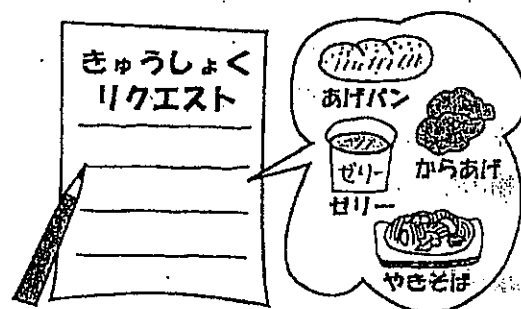 きゅうしょく
リクエスト
あげパン
からあげ
ゼリー
ゼリー
やきそば